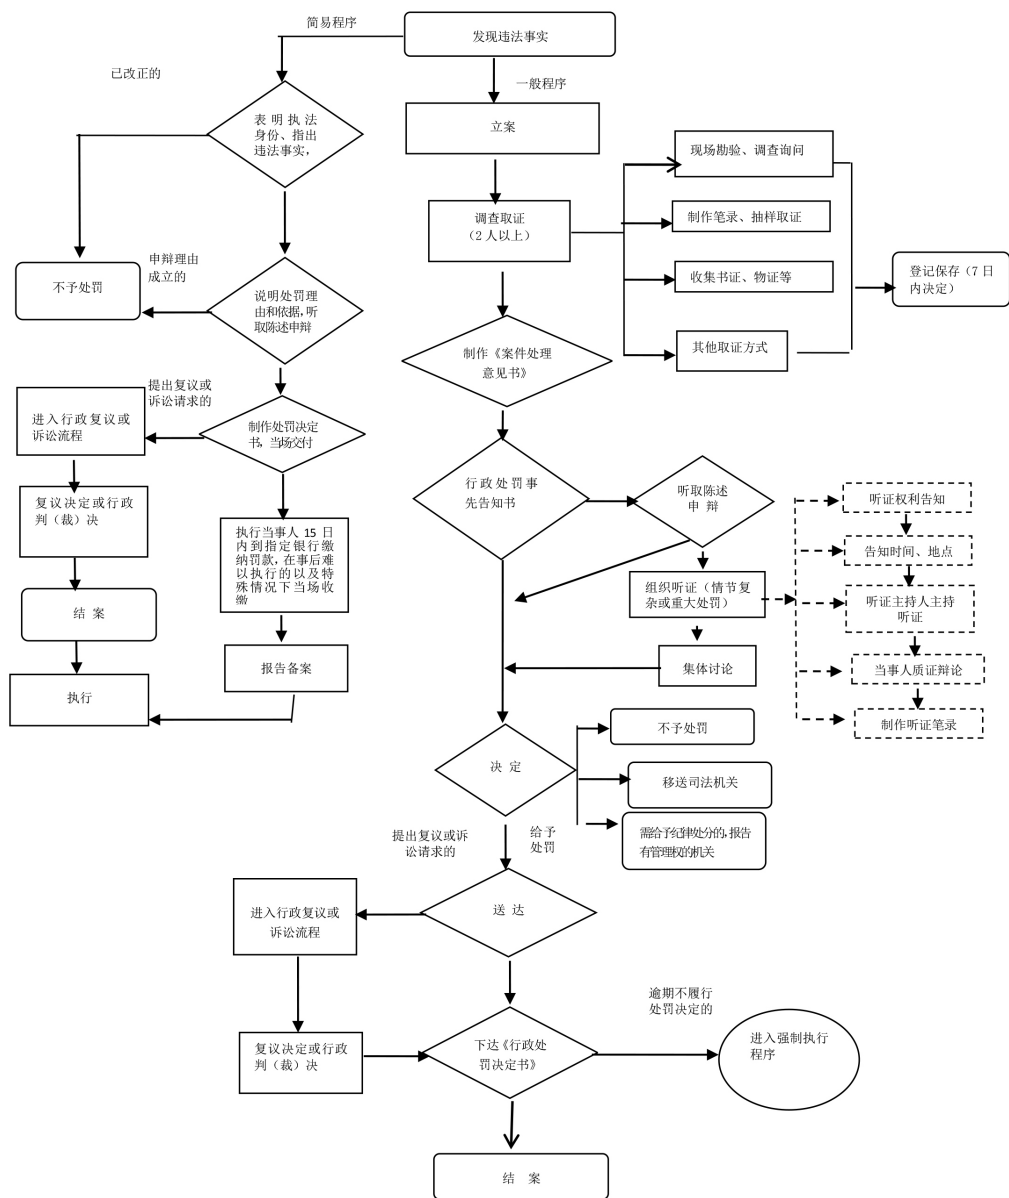 简易程序
发现违法事实
已改正的
一般程序
表明执法
身份、指出
违法事实，
立案
现场勘验、调查询问
调查取证
（2 人以上）
制作笔录、抽样取证
申辩理由
成立的
不予处罚
说明处罚理
由和依据，听
取陈述申辩
收集书证、物证等
登记保存（7 日
内决定）
制作《案件处理
意见书》
其他取证方式
提出复议或
诉讼请求的
进入行政复议或
诉讼流程
制作处罚决定
书，当场交付
行政处罚事
先告知书
听取陈述
申 辩
听证权利告知
复议决定或行政
判（裁）决
执行当事人 15 日
内到指定银行缴
纳罚款，在事后难
以执行的以及特
殊情况下当场收
缴
告知时间、地点
组织听证（情节复
杂或重大处罚）
听证主持人主持
听证
结 案
报告备案
集体讨论
当事人质证辩论
执行
制作听证笔录
不予处罚
决 定
移送司法机关
提出复议或诉
讼请求的
给予
处罚
需给予纪律处分的，报告
有管理权的机关
进入行政复议或
诉讼流程
送 达
逾期不履行
处罚决定的
复议决定或行政
判（裁）决
下达《行政处
罚决定书》
进入强制执行
程序
结 案